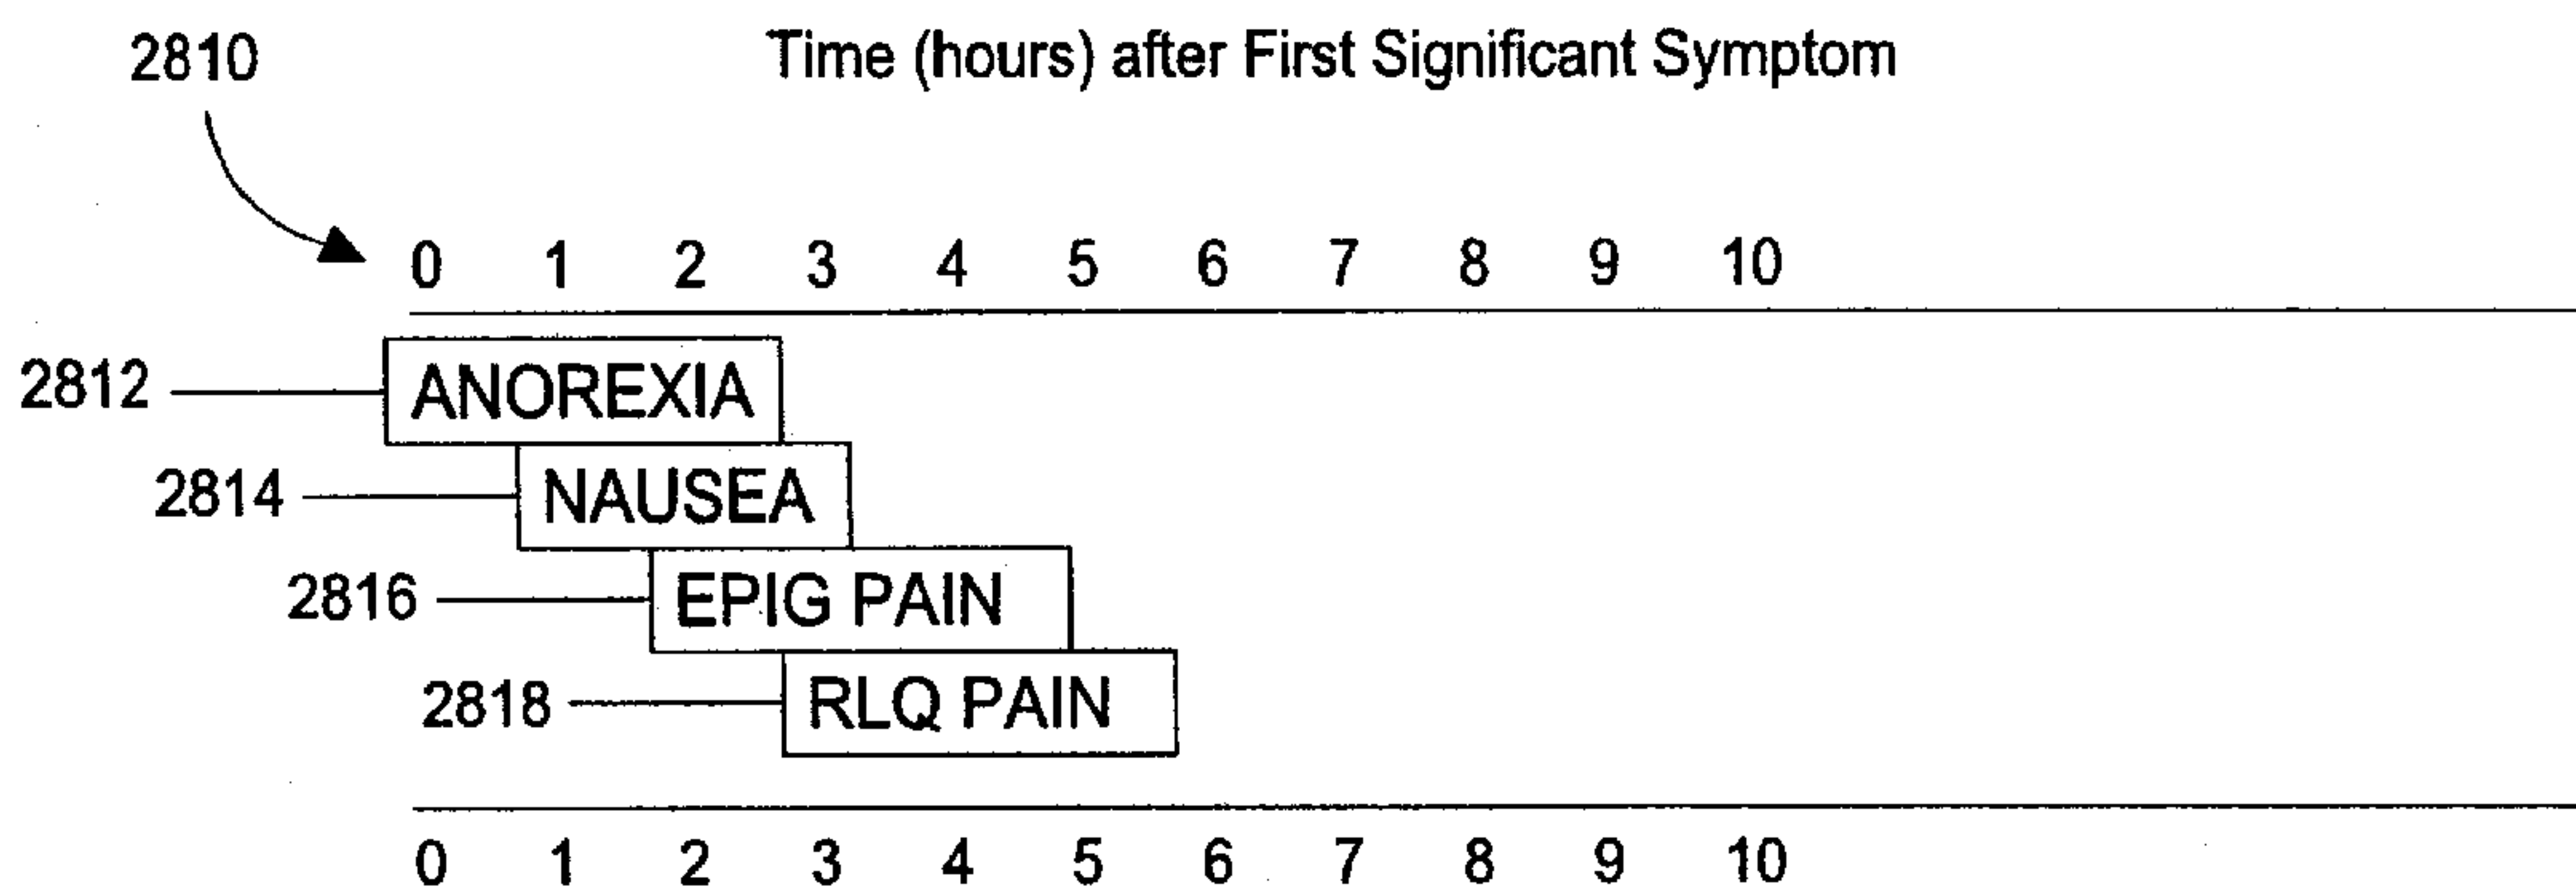 2810 Time (hours) after First Significant Symptom
0 1 2 3 4 5 6 7 8 9 10
2812 ANOREXIA
2814 NAUSEA
2816 EPIG PAIN
2818 RLQ PAIN
0 1 2 3 4 5 6 7 8 9 10